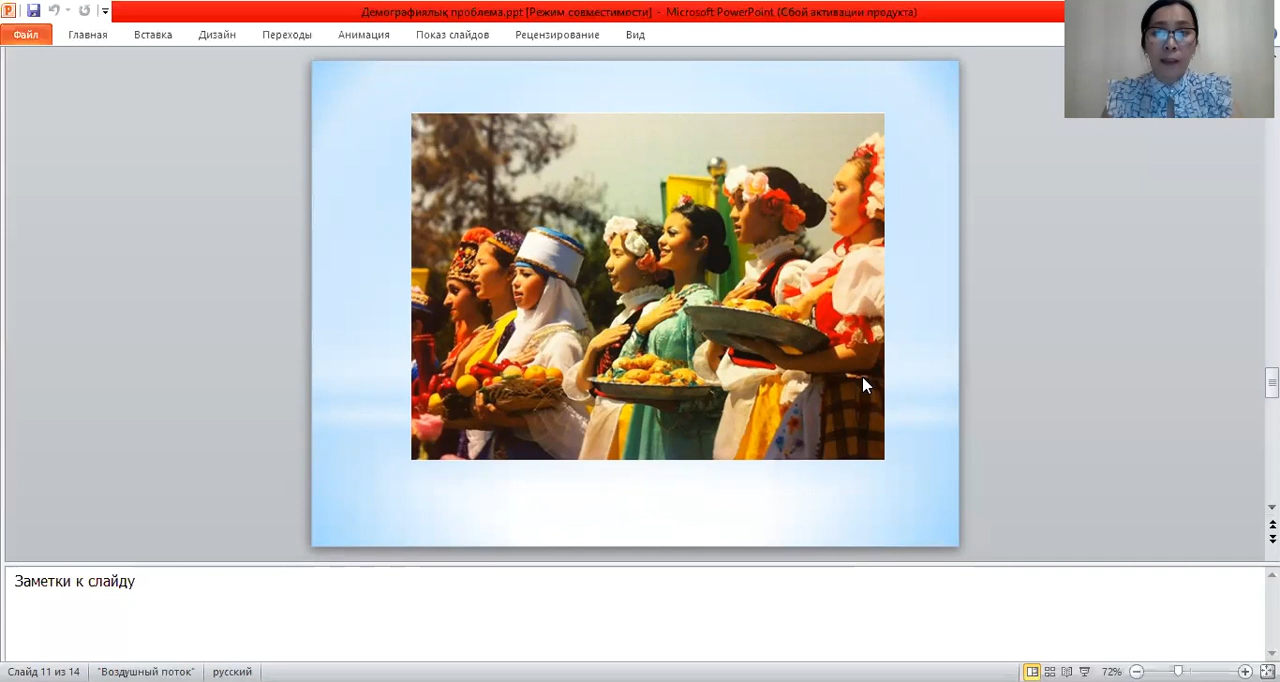 Демографиялық проблема.ppt [Режим совместимости] - Microsoft PowerPoint (Сбой активации продукта)
Файл Главная Вставка Дизайн Переходы Анимация Показ слайдов Рецензирование Вид
Заметки к слайду
Слайд 11 из 14 "Воздушный поток" русский 72%